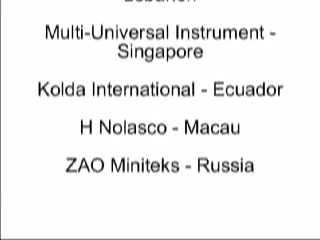 Multi-Universal Instrument -
Singapore
Kolda International - Ecuador
H Nolasco - Macau
ZAO Miniteks - Russia